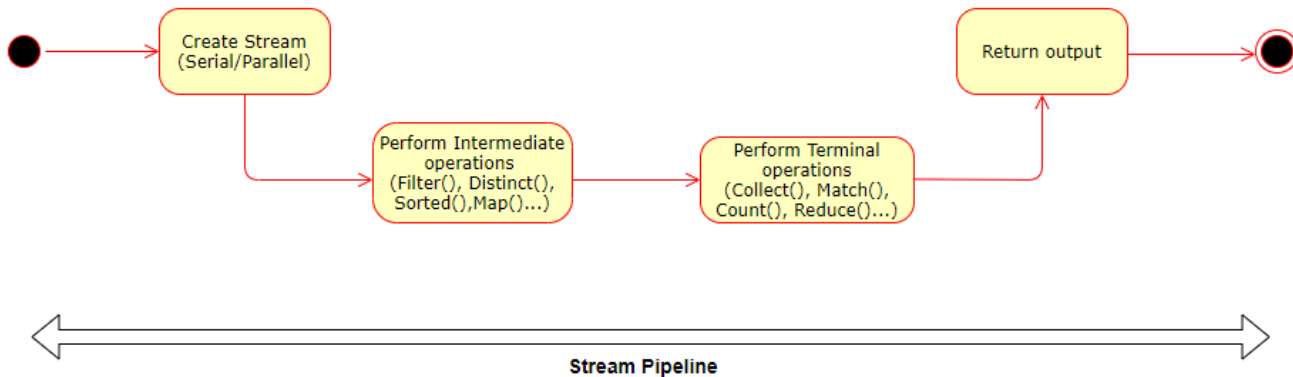 Create Stream
(Serial/Parallel)
Perform Intermediate
operations
(Filter(), Distinct(),
Sorted(),Map()...)
Perform Terminal
operations
(Collect(), Match(),
Count(), Reduce()...)
Return output
Stream Pipeline